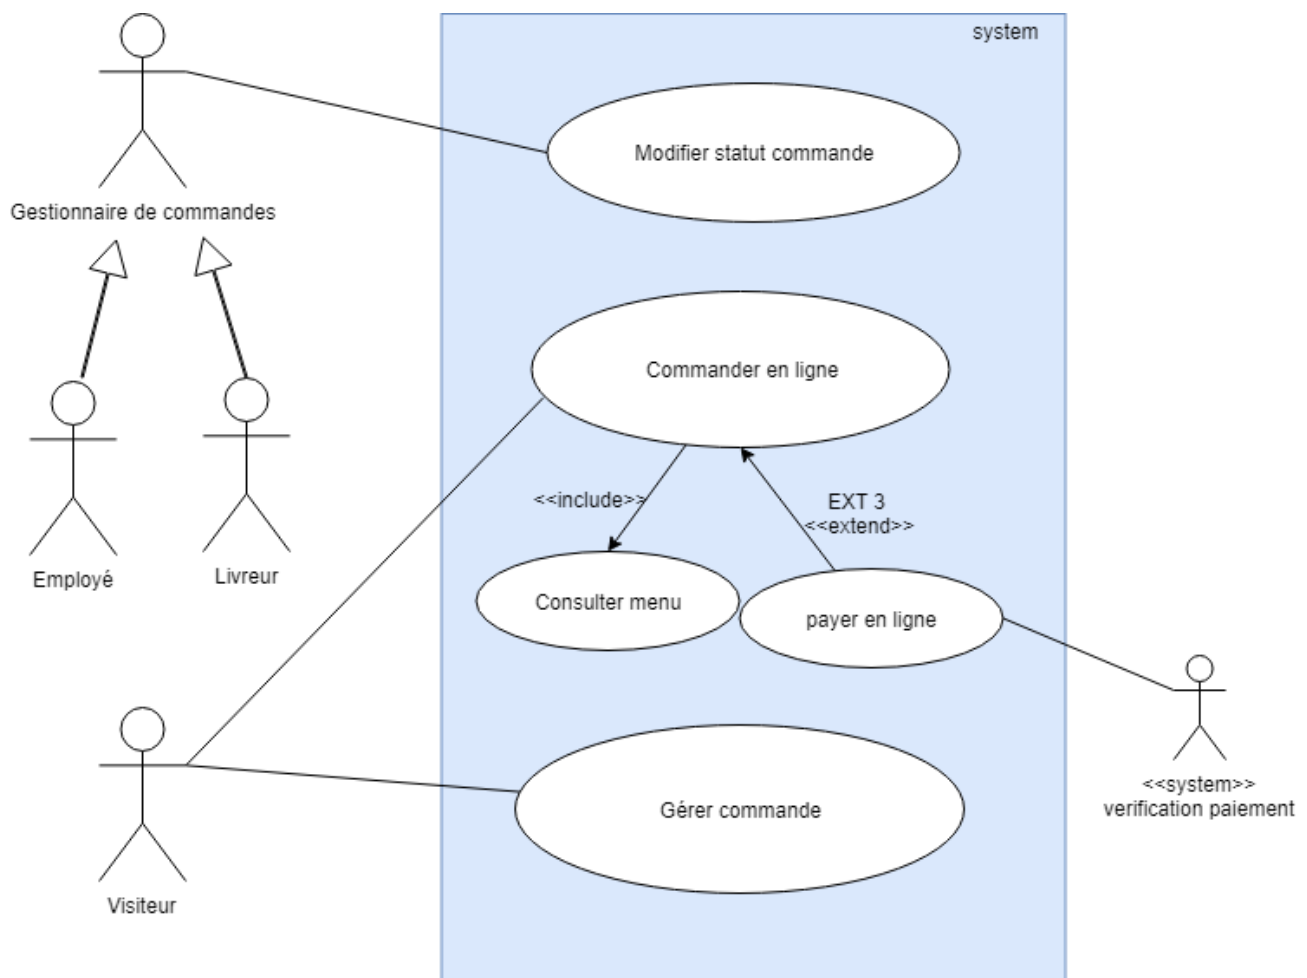 system
Modifier statut commande
Gestionnaire de commandes
Commander en ligne
<<include>>
EXT 3
<<extend>>
Employé
Livreur
Consulter menu
payer en ligne
<<system>>
verification paiement
Gérer commande
Visiteur